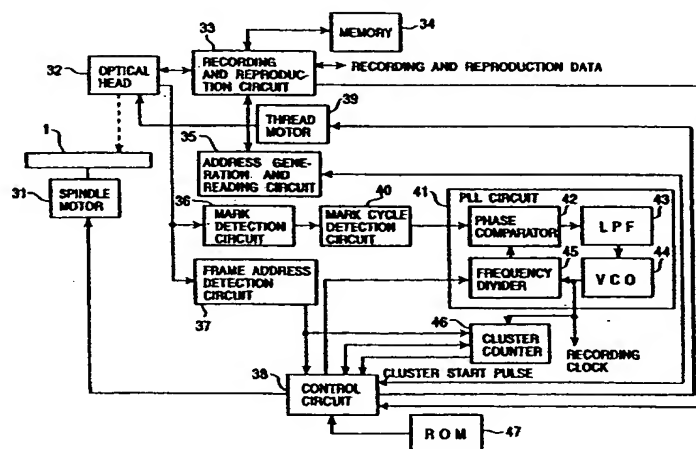 33
MEMORY
34
32
RECORDING
AND REPRODUC-
TION CIRCUIT
RECORDING AND REPRODUCTION DATA
OPTICAL
HEAD
39
THREAD
MOTOR
1
35
ADDRESS GENE-
RATION AND
READING CIRCUIT
31
SPINDLE
MOTOR
36
MARK
DETECTION
CIRCUIT
40
MARK CYCLE
DETECTION
CIRCUIT
41
PLL CIRCUIT
42
PHASE
COMPARATOR
43
LPF
45
FREQUENCY
DIVIDER
44
VCO
FRAME ADDRESS
DETECTION
CIRCUIT
37
46
CLUSTER
COUNTER
RECORDING
CLOCK
CLUSTER START PULSE
38
CONTROL
CIRCUIT
ROM
47